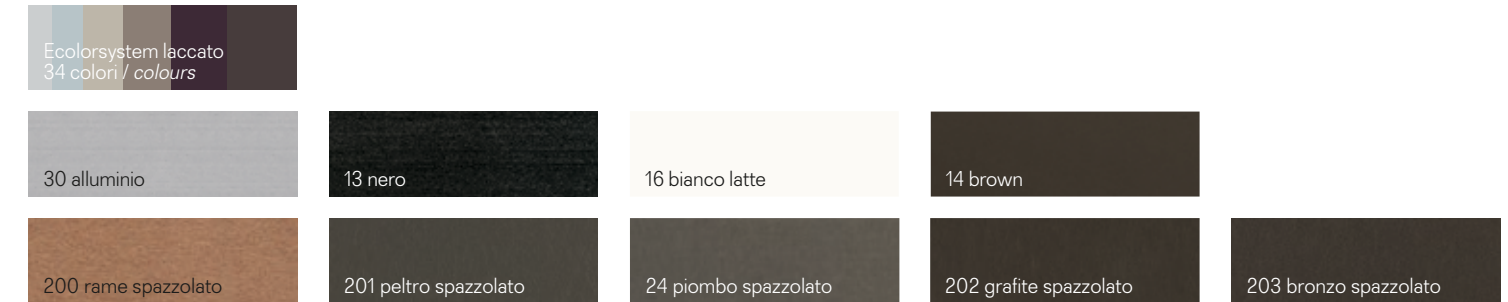 Ecolorsystem laccato
34 colori / colours
30 alluminio
13 nero
16 bianco latte
14 brown
200 rame spazzolato
201 peltro spazzolato
24 piombo spazzolato
202 grafite spazzolato
203 bronzo spazzolato